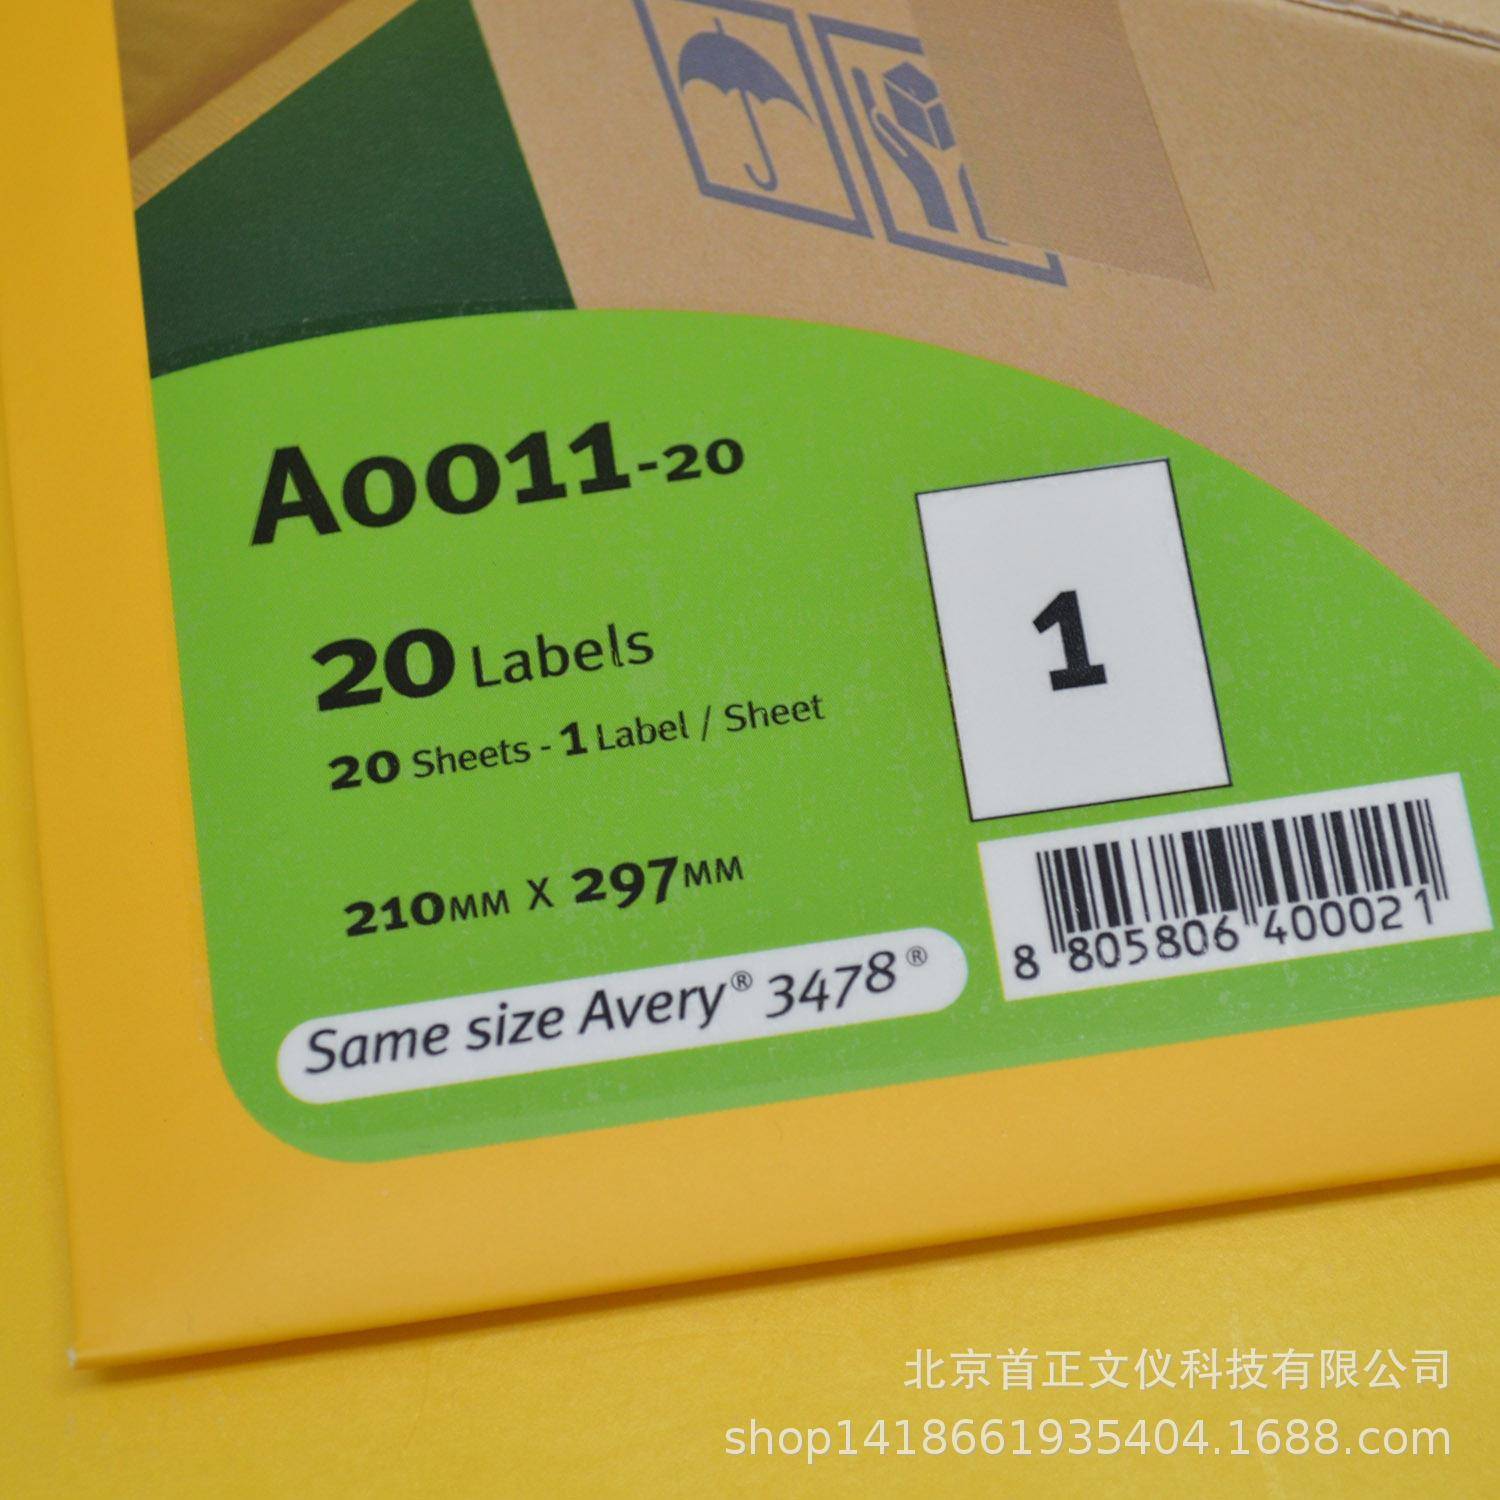 A0011-20
20 Labels
20 Sheets - 1 Label / Sheet
210MM X 297MM
Same size Avery® 3478®
1
8 805806 400021
北京首正文仪科技有限公司
shop1418661935404.1688.com